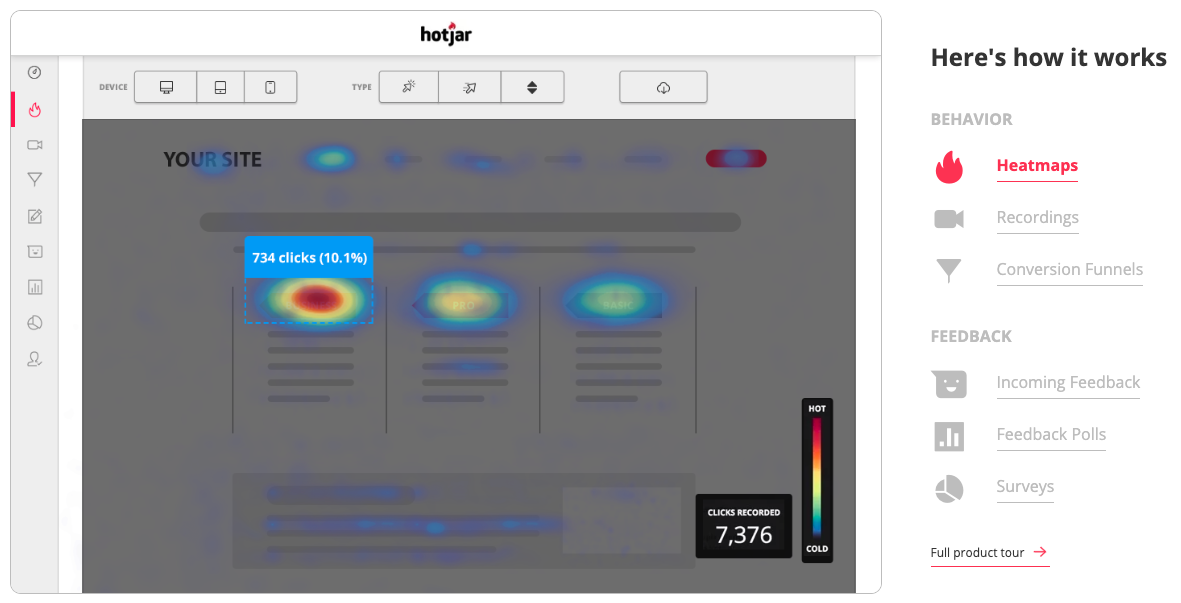 hotjar
DEVICE
TYPE
YOUR SITE
734 clicks (10.1%)
PRO
BASIC
HOT
COLD
CLICKS RECORDED
7,376
Here's how it works
BEHAVIOR
Heatmaps
Recordings
Conversion Funnels
FEEDBACK
Incoming Feedback
Feedback Polls
Surveys
Full product tour